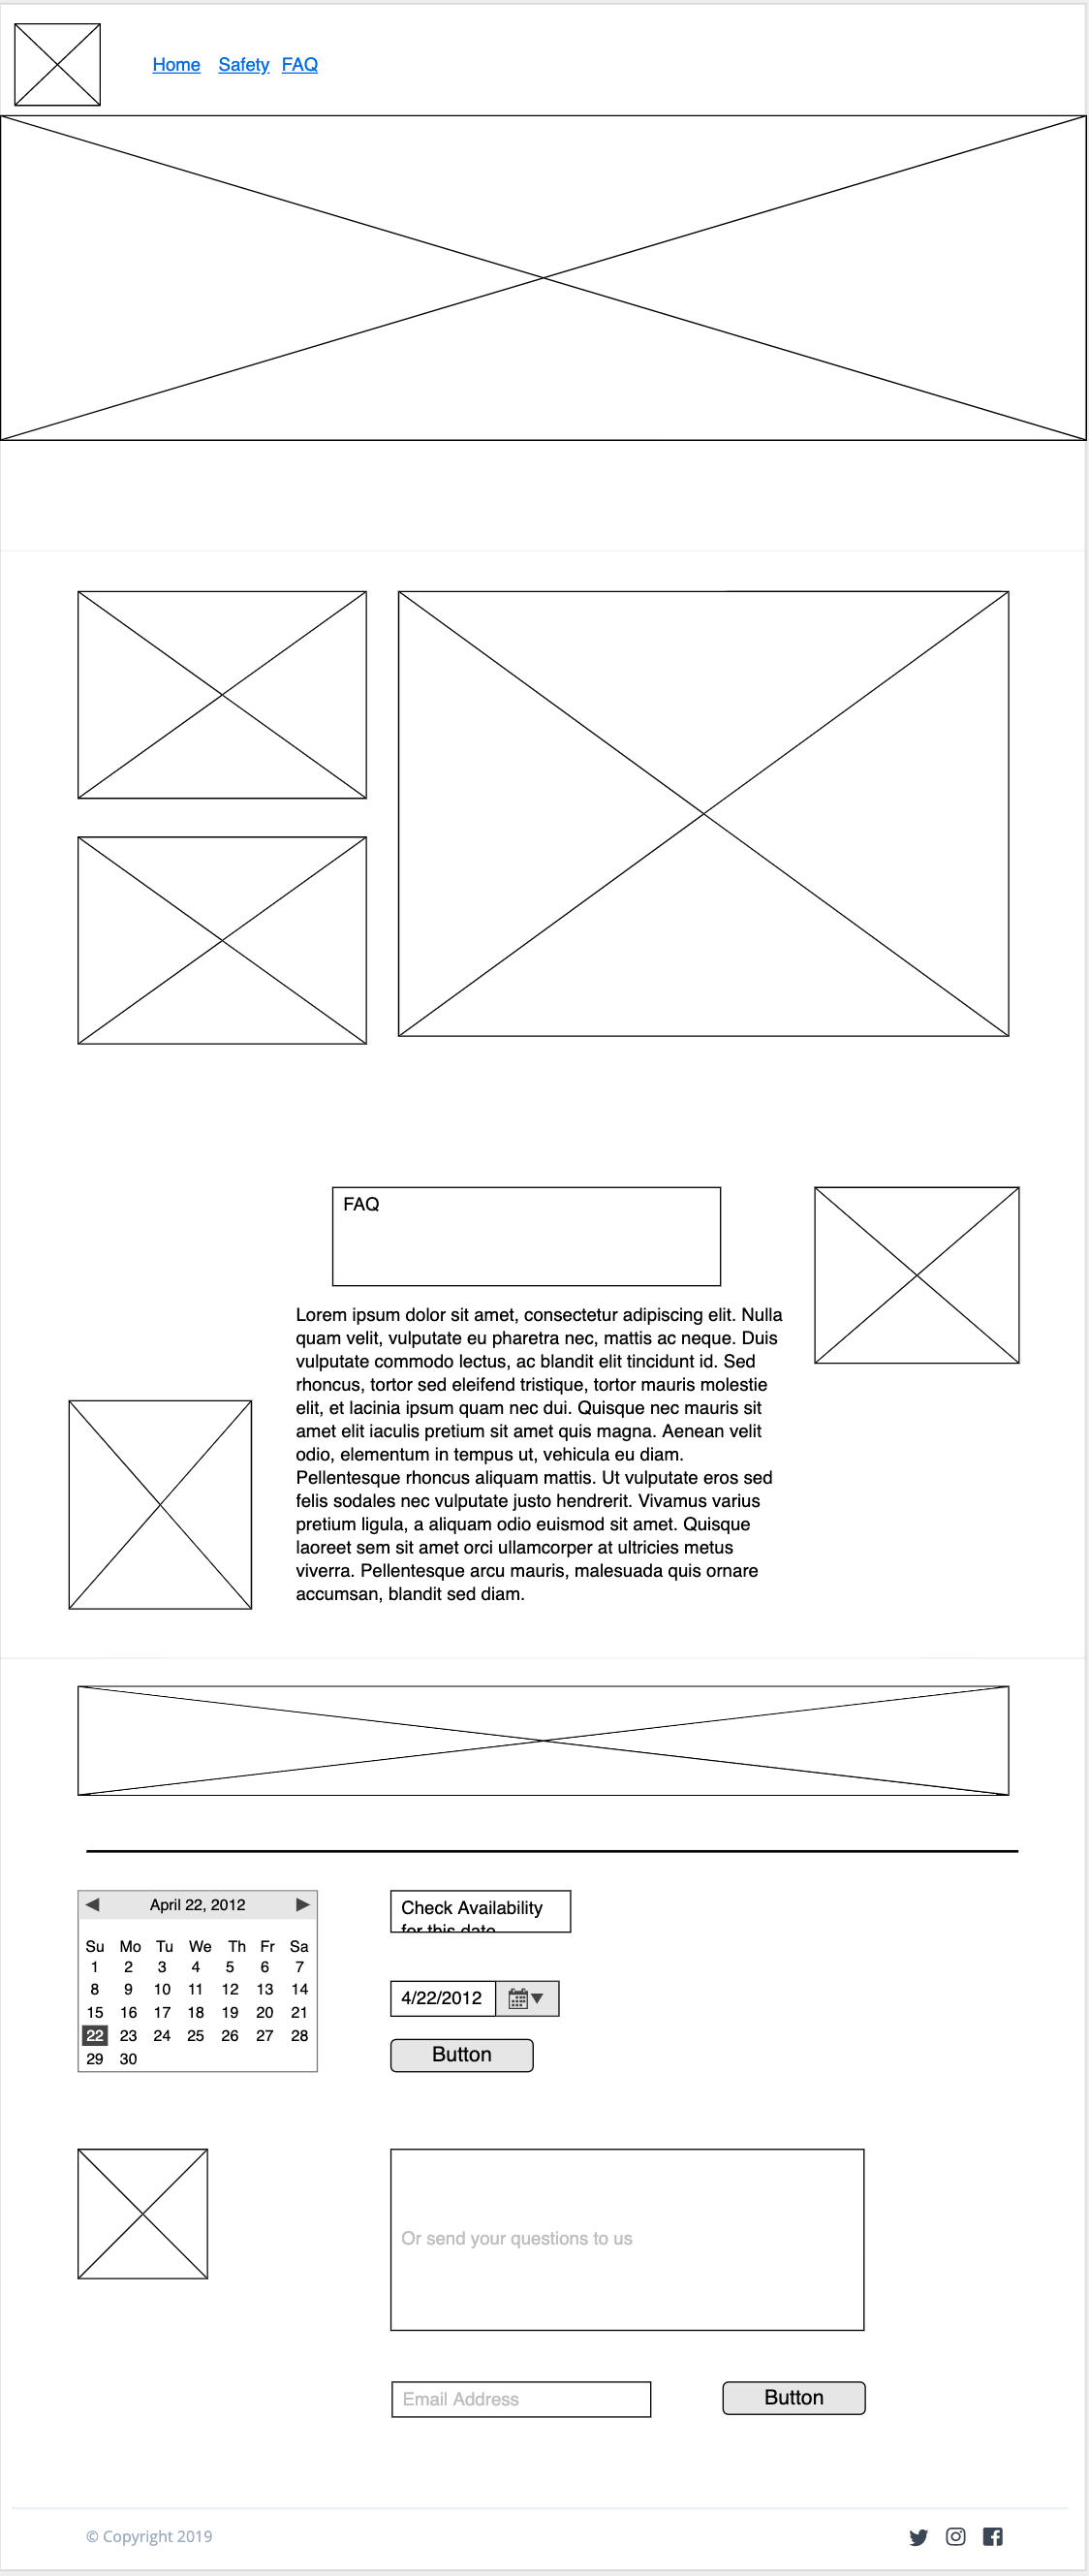 Home Safety FAQ
FAQ
Lorem ipsum dolor sit amet, consectetur adipiscing elit. Nulla
quam velit, vulputate eu pharetra nec, mattis ac neque. Duis
vulputate commodo lectus, ac blandit elit tincidunt id. Sed
rhoncus, tortor sed eleifend tristique, tortor mauris molestie
elit, et lacinia ipsum quam nec dui. Quisque nec mauris sit
amet elit iaculis pretium sit amet quis magna. Aenean velit
odio, elementum in tempus ut, vehicula eu diam.
Pellentesque rhoncus aliquam mattis. Ut vulputate eros sed
felis sodales nec vulputate justo hendrerit. Vivamus varius
pretium ligula, a aliquam odio euismod sit amet. Quisque
laoreet sem sit amet orci ullamcorper at ultricies metus
viverra. Pellentesque arcu mauris, malesuada quis ornare
accumsan, blandit sed diam.
April 22, 2012
Su Mo Tu We Th Fr Sa
1 2 3 4 5 6 7
8 9 10 11 12 13 14
15 16 17 18 19 20 21
22 23 24 25 26 27 28
29 30
Check Availability
for this date
4/22/2012
Button
Or send your questions to us
Email Address
Button
© Copyright 2019